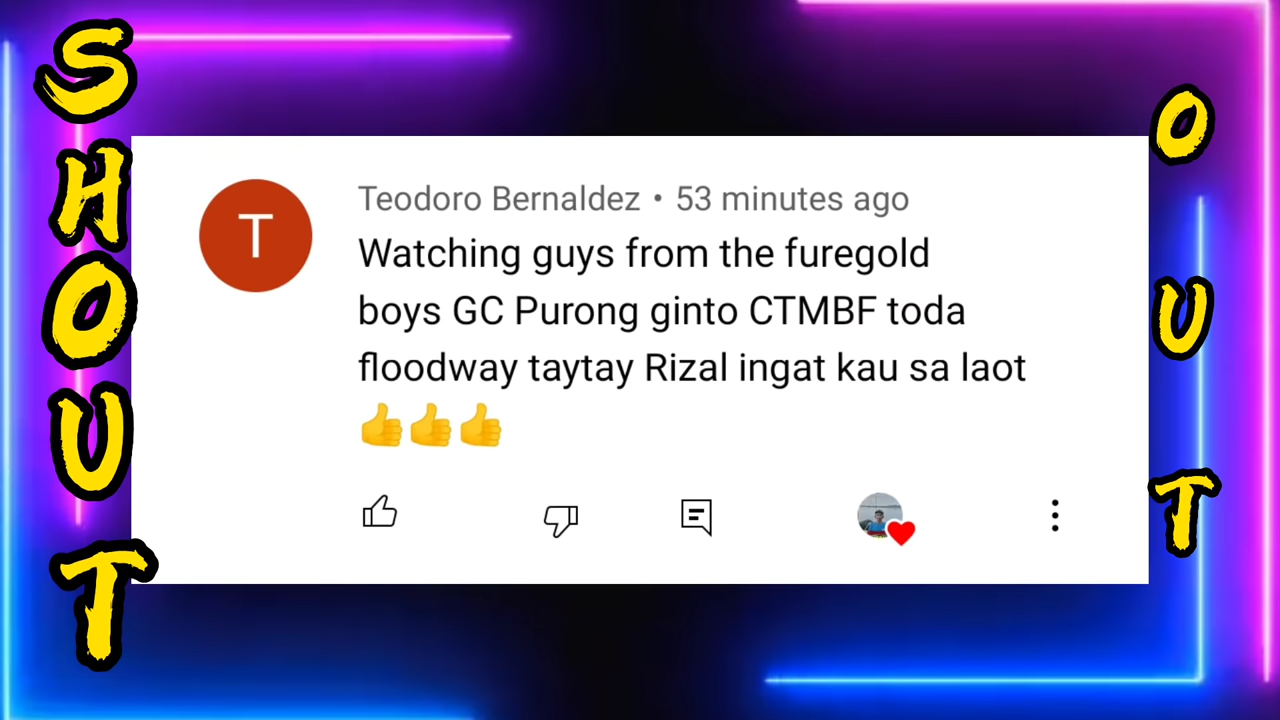 SHOUT
OUT
Teodoro Bernaldez • 53 minutes ago
Watching guys from the furegold
boys GC Purong ginto CTMBF toda
floodway taytay Rizal ingat kau sa laot
👍👍👍
T